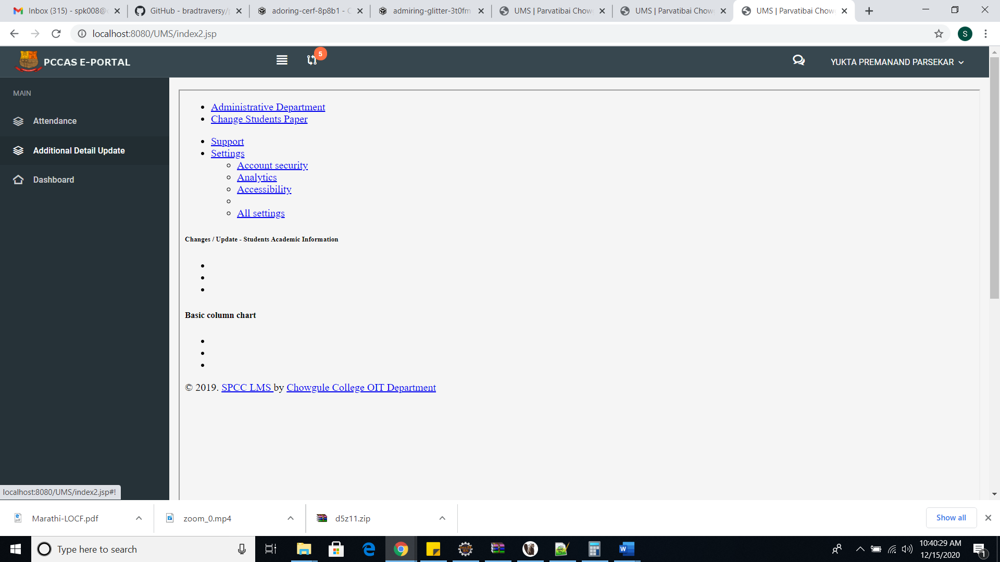 Inbox (315) - spk008@
GitHub - bradtraversy/
adoring-cerf-8p8b1 - C
admiring-glitter-3t0fm
UMS | Parvatibai Chow
UMS | Parvatibai Chow
UMS | Parvatibai Chow
localhost:8080/UMS/index2.jsp
S
PCCAS E-PORTAL
5
YUKTA PREMANAND PARSEKAR
MAIN
Attendance
Additional Detail Update
Dashboard
Administrative Department
Change Students Paper
Support
Settings
Account security
Analytics
Accessibility
All settings
Changes / Update - Students Academic Information
Basic column chart
© 2019. SPCC LMS by Chowgule College OIT Department
localhost:8080/UMS/index2.jsp#!
Marathi-LOCF.pdf
zoom_0.mp4
d5z11.zip
Show all
Type here to search
10:40:29 AM
12/15/2020
1